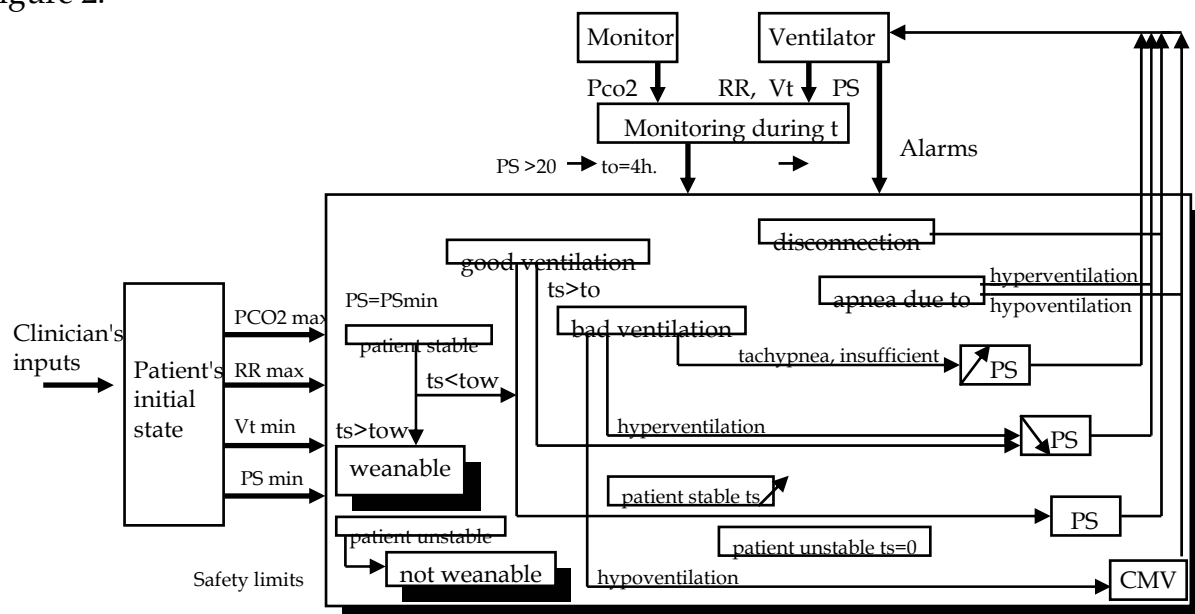 igure 2.
Monitor
Ventilator
Pco2
RR, Vt PS
Monitoring during t
PS >20
to=4h.
Alarms
disconnection
good ventilation
ts>to
apnea due to
hyperventilation
hypoventilation
PS=PSmin
bad ventilation
patient stable
ts<tow
tachypnea, insufficient
PS
Clinician's
inputs
Patient's
initial
state
PCO2 max
RR max
Vt min
PS min
ts>tow
weanable
hyperventilation
PS
patient stable ts
PS
patient unstable
patient unstable ts=0
not weanable
hypoventilation
CMV
Safety limits